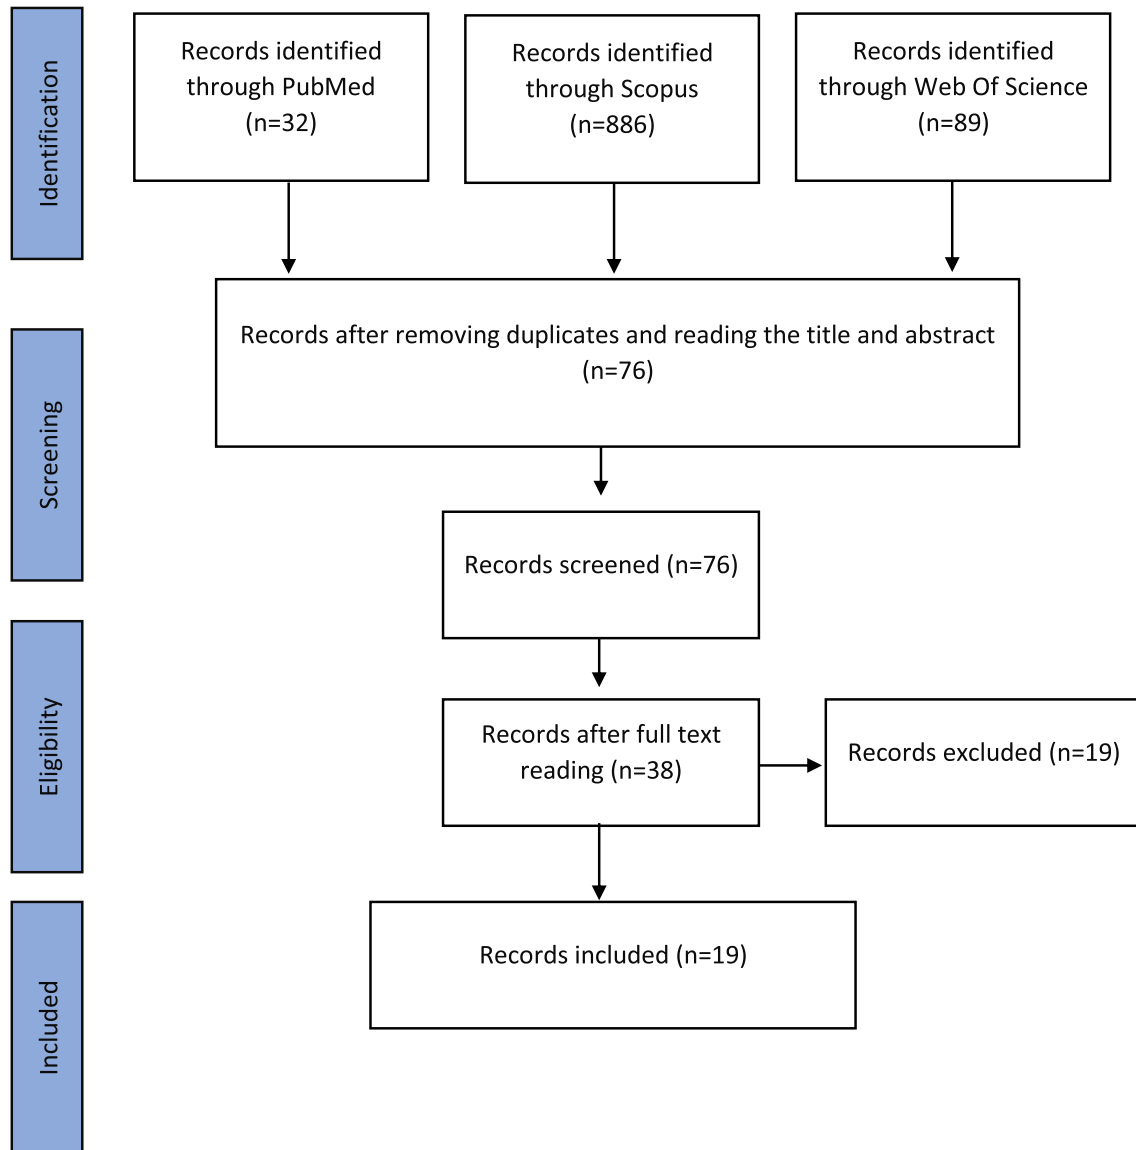 Identification
Records identified
through PubMed
(n=32)
Records identified
through Scopus
(n=886)
Records identified
through Web Of Science
(n=89)
Screening
Records after removing duplicates and reading the title and abstract
(n=76)
Records screened (n=76)
Eligibility
Records after full text
reading (n=38)
Records excluded (n=19)
Included
Records included (n=19)